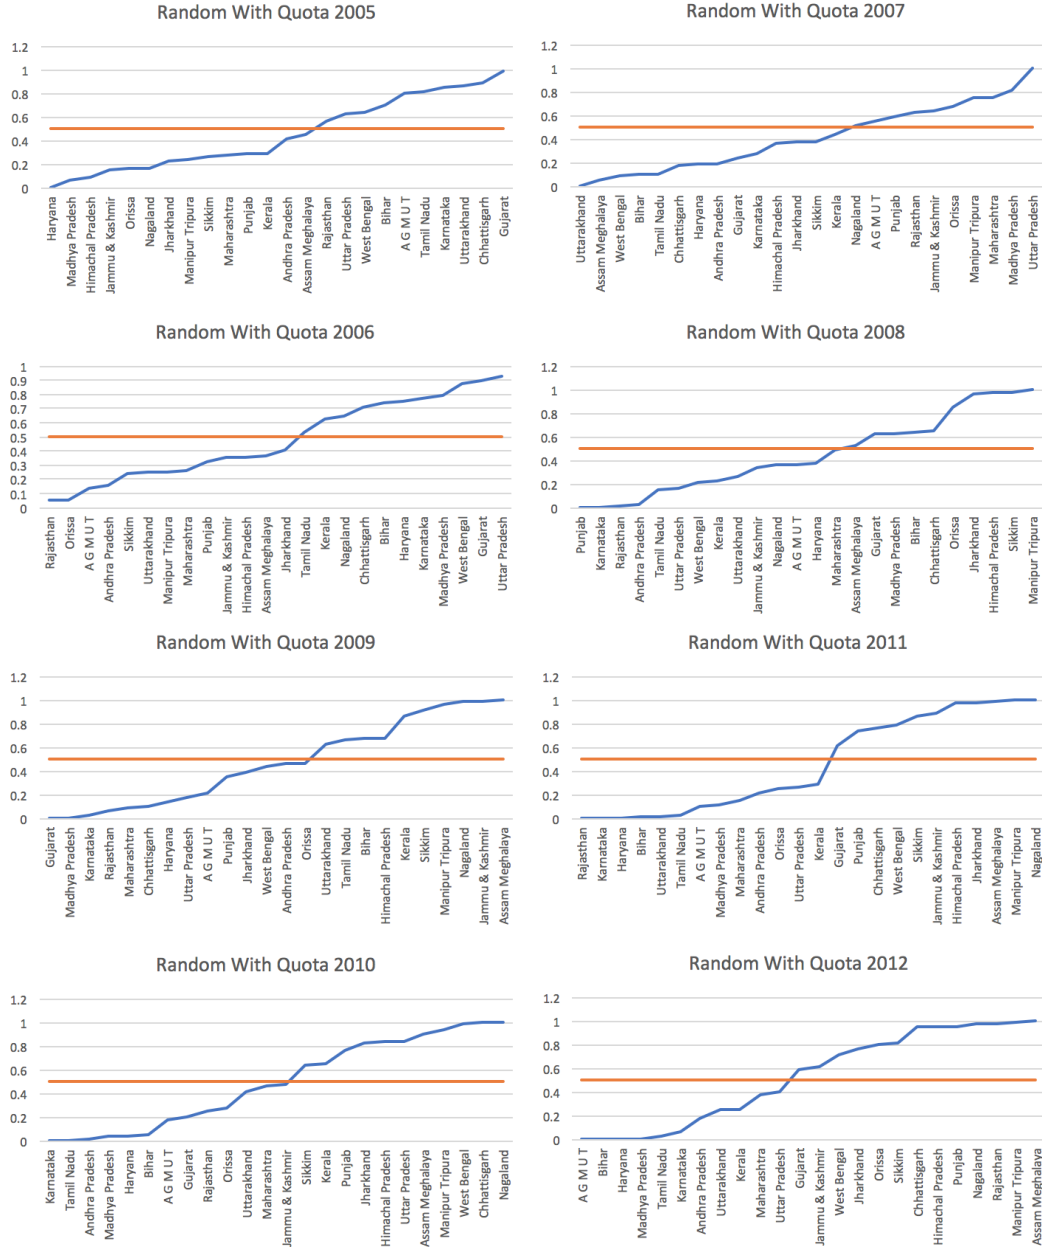 Random With Quota 2005
1.2
1
0.8
0.6
0.4
0.2
0
Haryana
Madhya Pradesh
Himachal Pradesh
Jammu & Kashmir
Orissa
Nagaland
Jharkhand
Manipur Tripura
Sikkim
Maharashtra
Punjab
Kerala
Andhra Pradesh
Assam Meghalaya
Rajasthan
Uttar Pradesh
West Bengal
Bihar
A G M U T
Tamil Nadu
Karnataka
Uttarakhand
Chhattisgarh
Gujarat
Random With Quota 2007
1.2
1
0.8
0.6
0.4
0.2
0
Uttarakhand
Assam Meghalaya
West Bengal
Bihar
Tamil Nadu
Chhattisgarh
Haryana
Andhra Pradesh
Gujarat
Karnataka
Himachal Pradesh
Jharkhand
Sikkim
Kerala
Nagaland
A G M U T
Punjab
Rajasthan
Jammu & Kashmir
Orissa
Manipur Tripura
Maharashtra
Madhya Pradesh
Uttar Pradesh
Random With Quota 2006
1
0.9
0.8
0.7
0.6
0.5
0.4
0.3
0.2
0.1
0
Rajasthan
Orissa
A G M U T
Andhra Pradesh
Sikkim
Uttarakhand
Manipur Tripura
Maharashtra
Punjab
Jammu & Kashmir
Himachal Pradesh
Assam Meghalaya
Jharkhand
Tamil Nadu
Kerala
Nagaland
Chhattisgarh
Bihar
Haryana
Karnataka
Madhya Pradesh
West Bengal
Gujarat
Uttar Pradesh
Random With Quota 2008
1.2
1
0.8
0.6
0.4
0.2
0
Punjab
Karnataka
Rajasthan
Andhra Pradesh
Tamil Nadu
Uttar Pradesh
West Bengal
Kerala
Uttarakhand
Jammu & Kashmir
Nagaland
A G M U T
Haryana
Maharashtra
Assam Meghalaya
Gujarat
Madhya Pradesh
Bihar
Chhattisgarh
Orissa
Jharkhand
Himachal Pradesh
Sikkim
Manipur Tripura
Random With Quota 2009
1.2
1
0.8
0.6
0.4
0.2
0
Gujarat
Madhya Pradesh
Karnataka
Rajasthan
Maharashtra
Chhattisgarh
Haryana
Uttar Pradesh
A G M U T
Punjab
Jharkhand
West Bengal
Andhra Pradesh
Orissa
Uttarakhand
Tamil Nadu
Bihar
Himachal Pradesh
Kerala
Sikkim
Manipur Tripura
Nagaland
Jammu & Kashmir
Assam Meghalaya
Random With Quota 2011
1.2
1
0.8
0.6
0.4
0.2
0
Rajasthan
Karnataka
Haryana
Bihar
Uttarakhand
Tamil Nadu
A G M U T
Madhya Pradesh
Maharashtra
Andhra Pradesh
Orissa
Uttar Pradesh
Kerala
Gujarat
Punjab
Chhattisgarh
West Bengal
Sikkim
Jammu & Kashmir
Himachal Pradesh
Jharkhand
Assam Meghalaya
Manipur Tripura
Nagaland
Random With Quota 2010
1.2
1
0.8
0.6
0.4
0.2
0
Karnataka
Tamil Nadu
Andhra Pradesh
Madhya Pradesh
Haryana
Bihar
A G M U T
Gujarat
Rajasthan
Orissa
Uttarakhand
Maharashtra
Jammu & Kashmir
Sikkim
Kerala
Punjab
Jharkhand
Himachal Pradesh
Uttar Pradesh
Assam Meghalaya
Manipur Tripura
West Bengal
Chhattisgarh
Nagaland
Random With Quota 2012
1.2
1
0.8
0.6
0.4
0.2
0
A G M U T
Bihar
Haryana
Madhya Pradesh
Tamil Nadu
Karnataka
Andhra Pradesh
Uttarakhand
Kerala
Maharashtra
Uttar Pradesh
Gujarat
Jammu & Kashmir
West Bengal
Jharkhand
Orissa
Sikkim
Chhattisgarh
Himachal Pradesh
Punjab
Nagaland
Rajasthan
Manipur Tripura
Assam Meghalaya